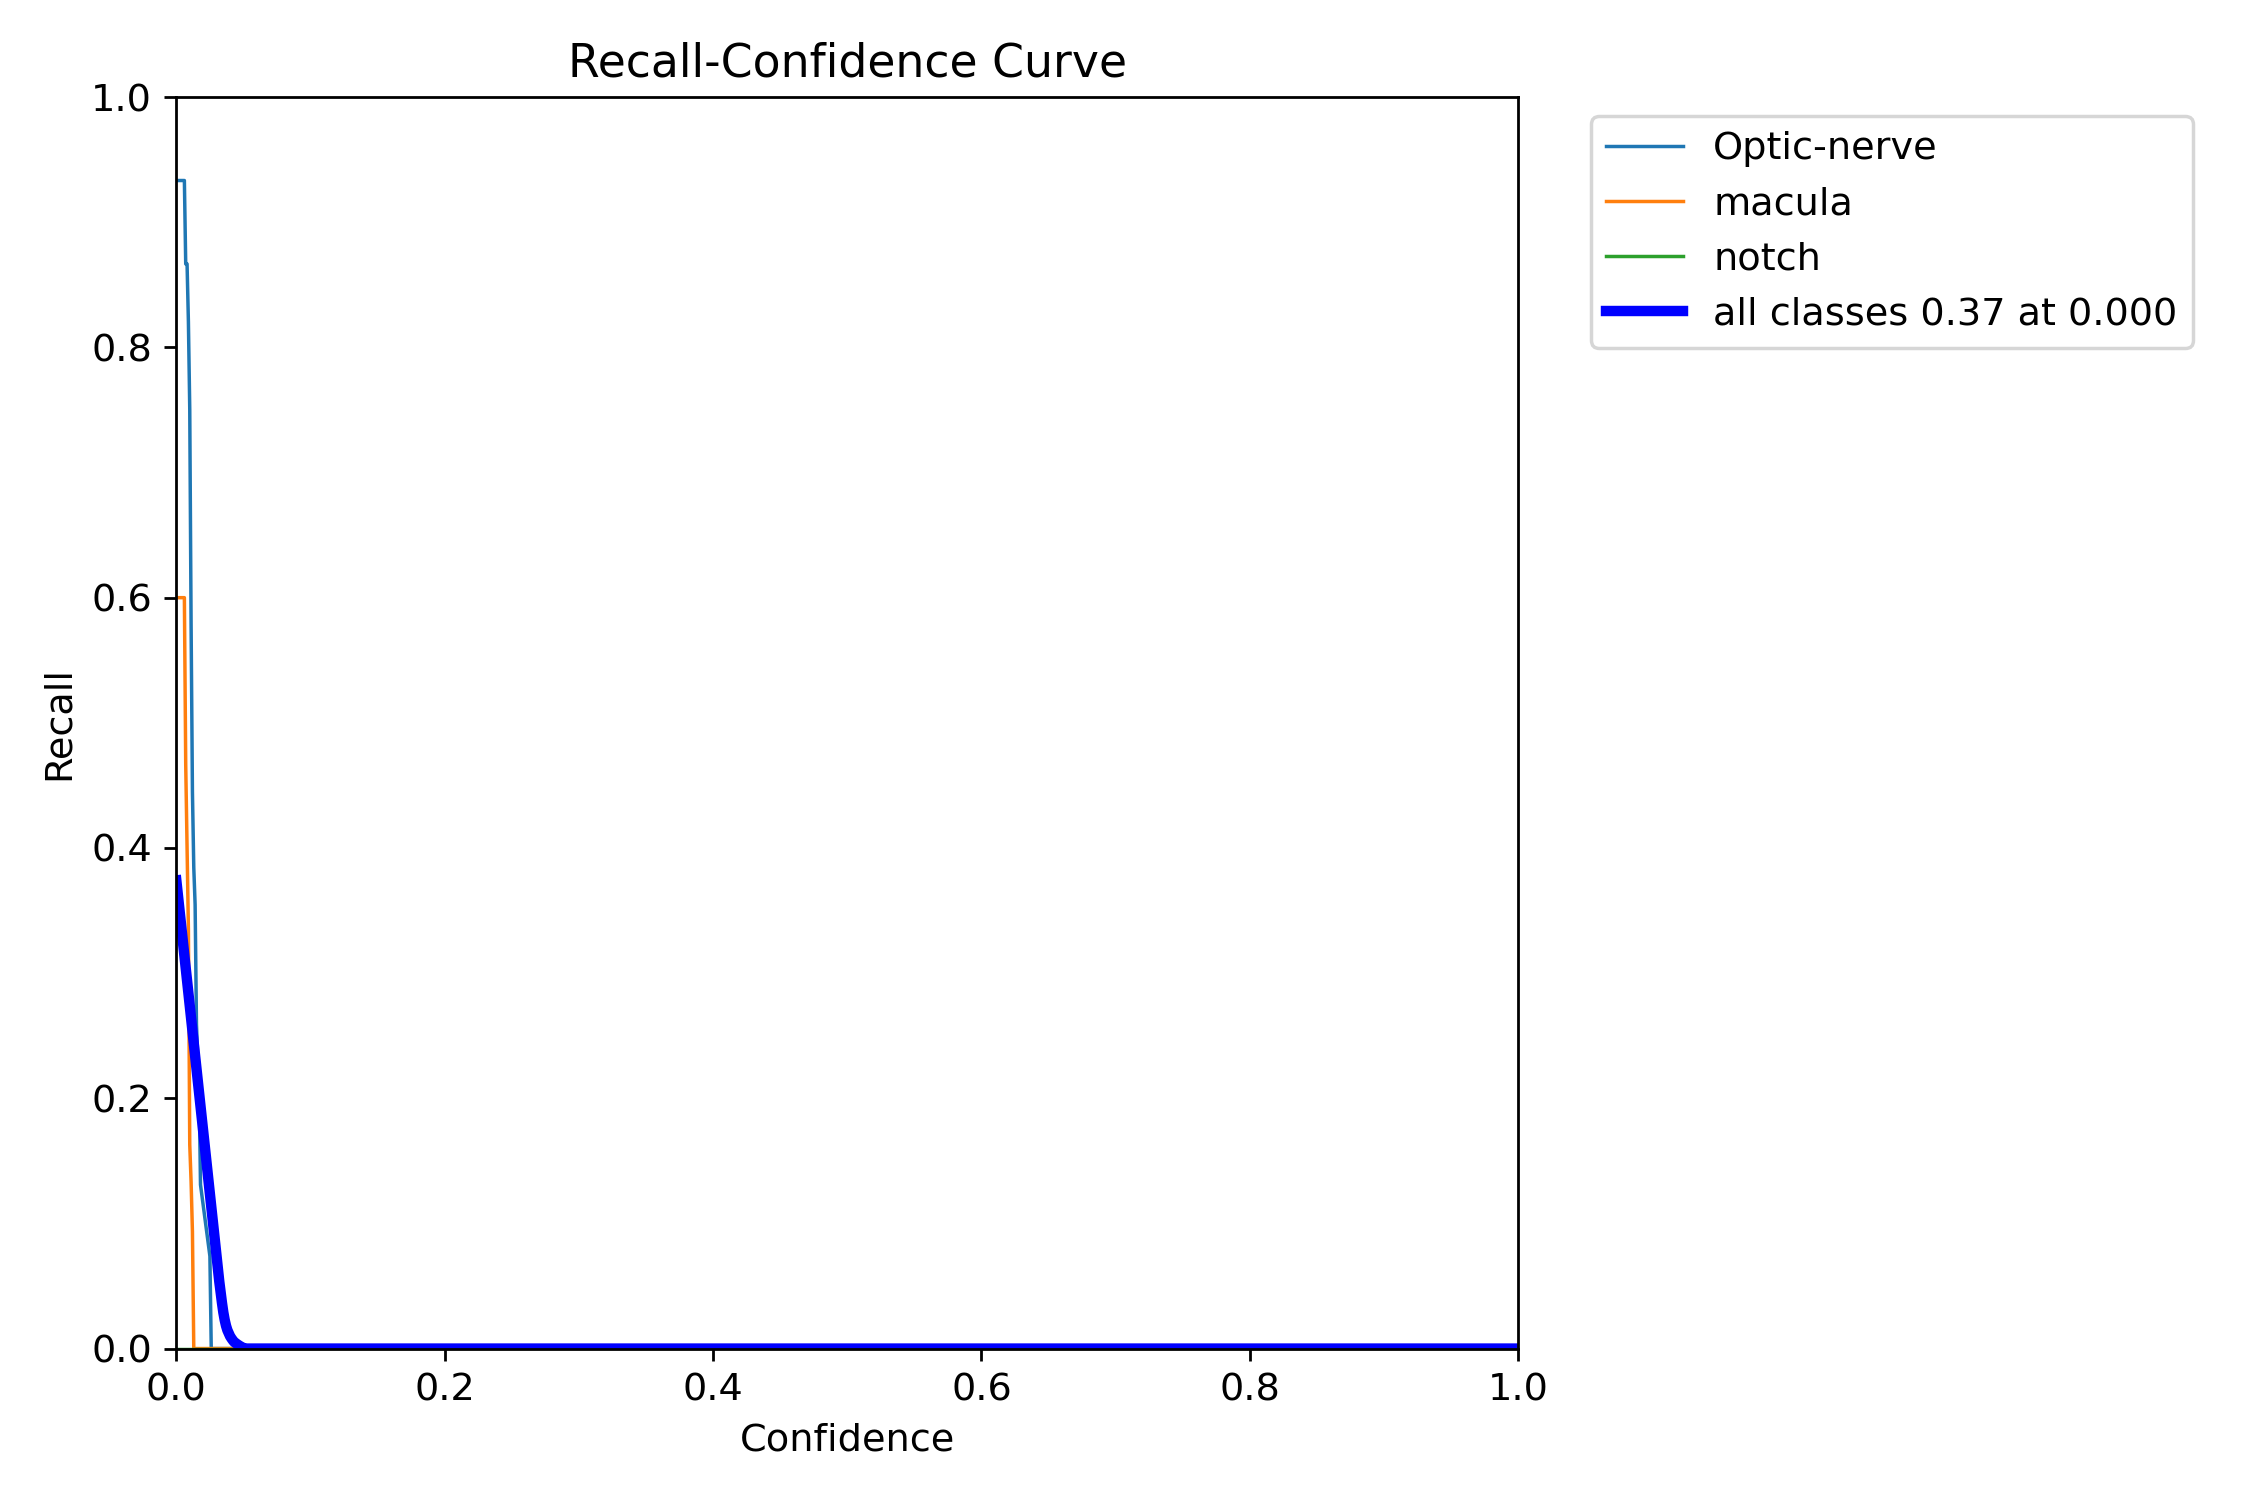 Recall-Confidence Curve
1.0
0.8
0.6
0.4
0.2
0.0
Recall
0.0 0.2 0.4 0.6 0.8 1.0
Confidence
Optic-nerve
macula
notch
all classes 0.37 at 0.000